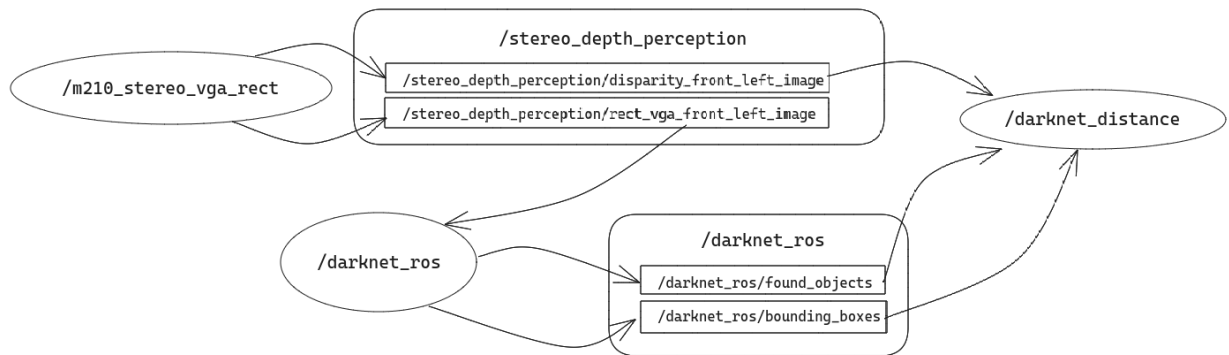 /stereo_depth_perception
/m210_stereo_vga_rect
/stereo_depth_perception/disparity_front_left_image
/stereo_depth_perception/rect_vga_front_left_image
/darknet_distance
/darknet_ros
/darknet_ros
/darknet_ros/found_objects
/darknet_ros/bounding_boxes